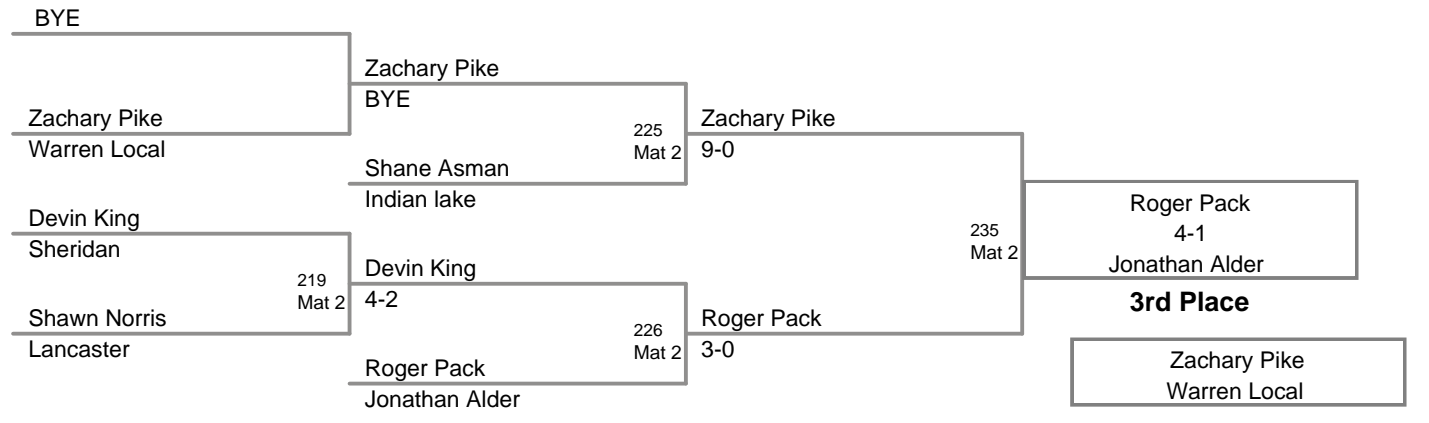 BYE
Zachary Pike
BYE
Zachary Pike
Warren Local
225
Mat 2
Zachary Pike
9-0
Shane Asman
Indian lake
Devin King
Sheridan
235
Mat 2
Roger Pack
4-1
Jonathan Alder
219
Mat 2
Devin King
4-2
3rd Place
Shawn Norris
Lancaster
226
Mat 2
Roger Pack
3-0
Roger Pack
Jonathan Alder
Zachary Pike
Warren Local